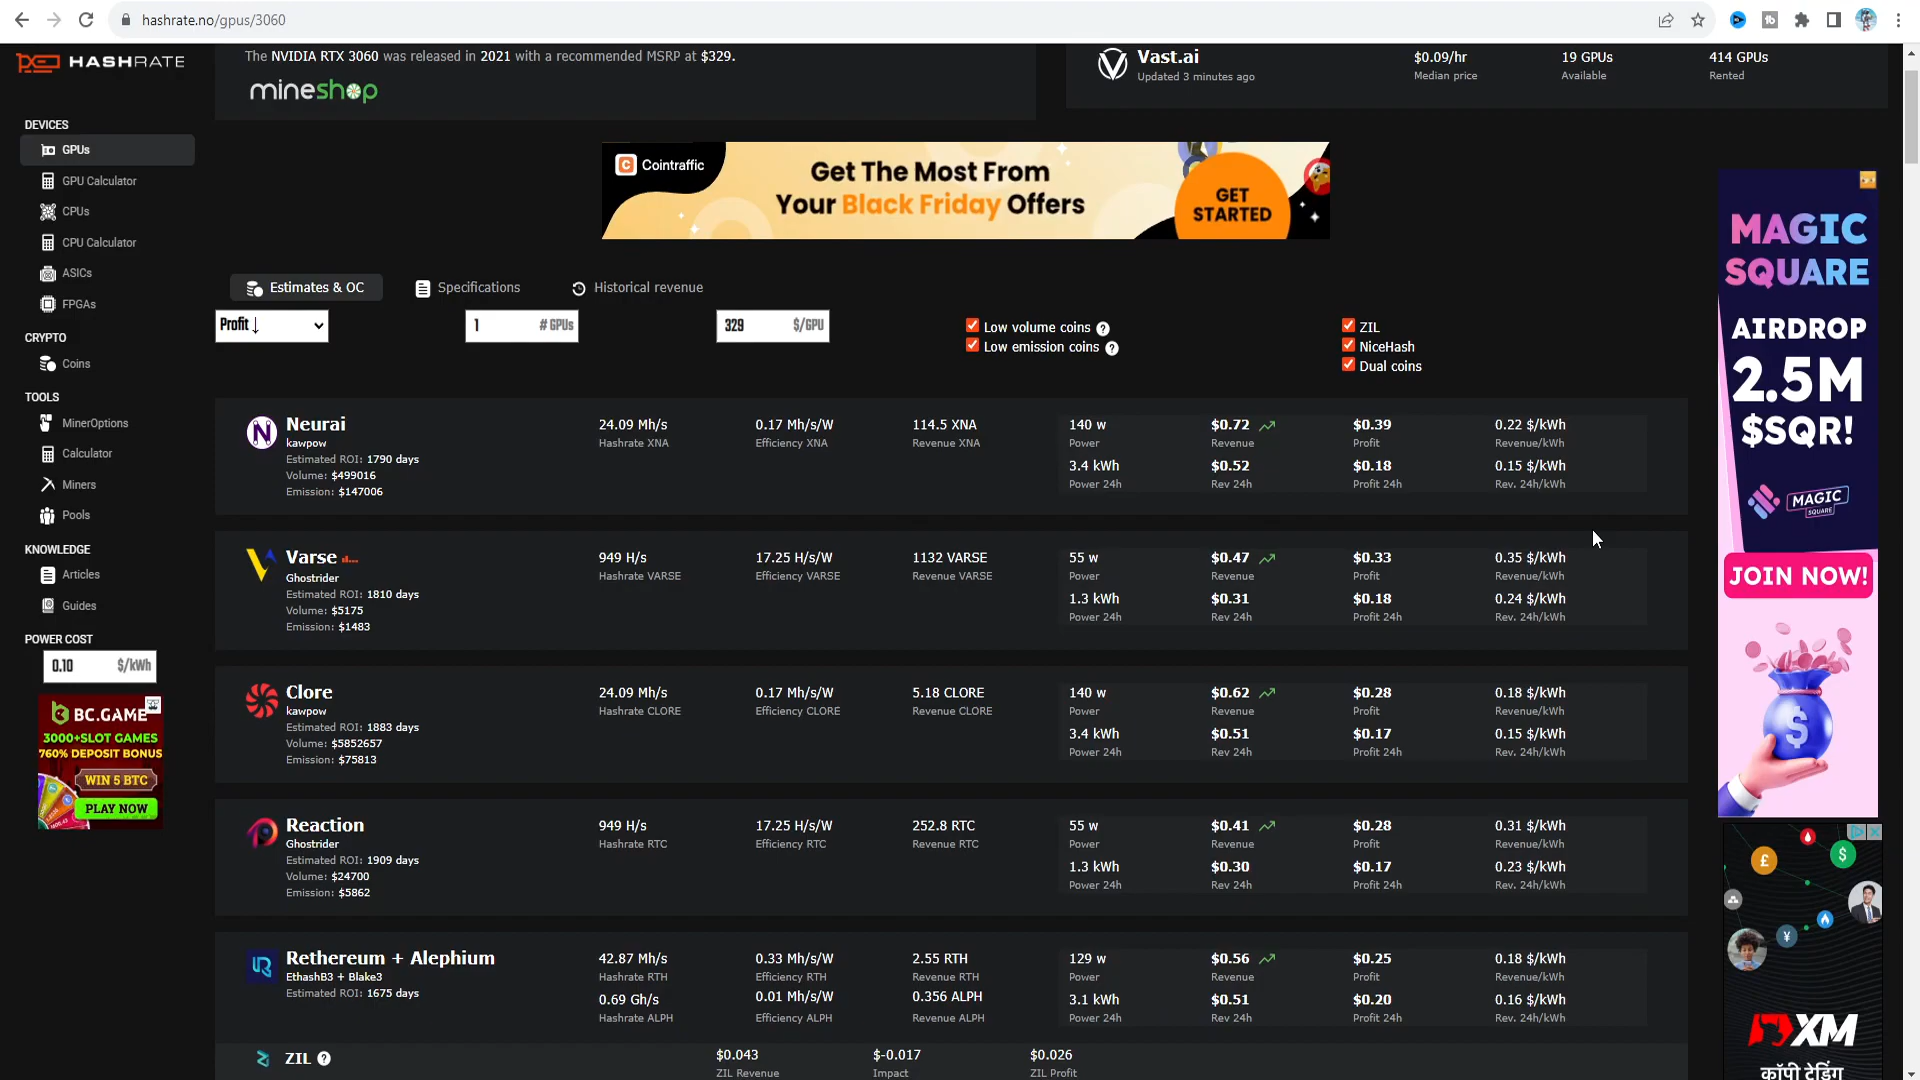 hashrate.no/gpus/3060
HASHRATE
The NVIDIA RTX 3060 was released in 2021 with a recommended MSRP at $329.
mineshop
Vast.ai
Updated 3 minutes ago
$0.09/hr
Median price
19 GPUs
Available
414 GPUs
Rented
DEVICES
GPUs
GPU Calculator
CPUs
CPU Calculator
ASICs
FPGAs
CRYPTO
Coins
TOOLS
MinerOptions
Calculator
Miners
Pools
KNOWLEDGE
Articles
Guides
POWER COST
0.10 $/kWh
BC.GAME
3000+SLOT GAMES
760% DEPOSIT BONUS
WIN 5 BTC
PLAY NOW
Cointraffic
Get The Most From
Your Black Friday Offers
GET
STARTED
Estimates & OC
Specifications
Historical revenue
Profit ↓
1 # GPUs
329 $/GPU
Low volume coins ?
Low emission coins ?
ZIL
NiceHash
Dual coins
Neurai
kawpow
Estimated ROI: 1790 days
Volume: $499016
Emission: $147006
24.09 Mh/s
Hashrate XNA
0.17 Mh/s/W
Efficiency XNA
114.5 XNA
Revenue XNA
140 w
Power
$0.72
Revenue
$0.39
Profit
0.22 $/kWh
Revenue/kWh
3.4 kWh
Power 24h
$0.52
Rev 24h
$0.18
Profit 24h
0.15 $/kWh
Rev. 24h/kWh
Varse
Ghostrider
Estimated ROI: 1810 days
Volume: $5175
Emission: $1483
949 H/s
Hashrate VARSE
17.25 H/s/W
Efficiency VARSE
1132 VARSE
Revenue VARSE
55 w
Power
$0.47
Revenue
$0.33
Profit
0.35 $/kWh
Revenue/kWh
1.3 kWh
Power 24h
$0.31
Rev 24h
$0.18
Profit 24h
0.24 $/kWh
Rev. 24h/kWh
Clore
kawpow
Estimated ROI: 1883 days
Volume: $5852657
Emission: $75813
24.09 Mh/s
Hashrate CLORE
0.17 Mh/s/W
Efficiency CLORE
5.18 CLORE
Revenue CLORE
140 w
Power
$0.62
Revenue
$0.28
Profit
0.18 $/kWh
Revenue/kWh
3.4 kWh
Power 24h
$0.51
Rev 24h
$0.17
Profit 24h
0.15 $/kWh
Rev. 24h/kWh
Reaction
Ghostrider
Estimated ROI: 1909 days
Volume: $24700
Emission: $5862
949 H/s
Hashrate RTC
17.25 H/s/W
Efficiency RTC
252.8 RTC
Revenue RTC
55 w
Power
$0.41
Revenue
$0.28
Profit
0.31 $/kWh
Revenue/kWh
1.3 kWh
Power 24h
$0.30
Rev 24h
$0.17
Profit 24h
0.23 $/kWh
Rev. 24h/kWh
Rethereum + Alephium
EthashB3 + Blake3
Estimated ROI: 1675 days
42.87 Mh/s
Hashrate RTH
0.33 Mh/s/W
Efficiency RTH
2.55 RTH
Revenue RTH
0.69 Gh/s
Hashrate ALPH
0.01 Mh/s/W
Efficiency ALPH
0.356 ALPH
Revenue ALPH
129 w
Power
$0.56
Revenue
$0.25
Profit
0.18 $/kWh
Revenue/kWh
3.1 kWh
Power 24h
$0.51
Rev 24h
$0.20
Profit 24h
0.16 $/kWh
Rev. 24h/kWh
ZIL ?
$0.043
ZIL Revenue
$-0.017
Impact
$0.026
ZIL Profit
MAGIC
SQUARE
AIRDROP
2.5M
$SQR!
MAGIC
SQUARE
JOIN NOW!
XM
कॉपी ट्रेडिंग